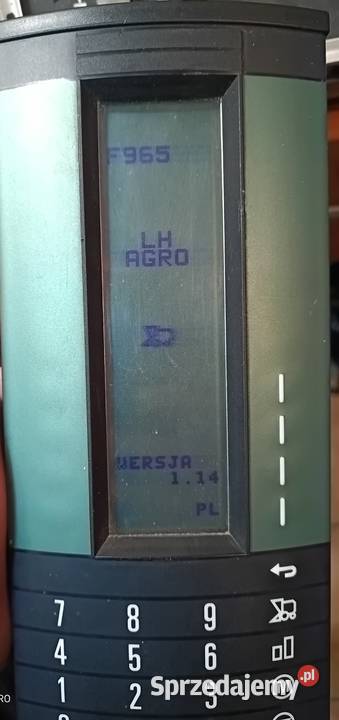 F965
LH
AGRO
WERSJA
1.14
PL
7 8 9
4 5 6
1 2 3
Sprzedajemy.pl